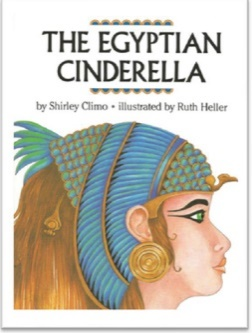 THE EGYPTIAN
CINDERELLA
by Shirley Climo • illustrated by Ruth Heller